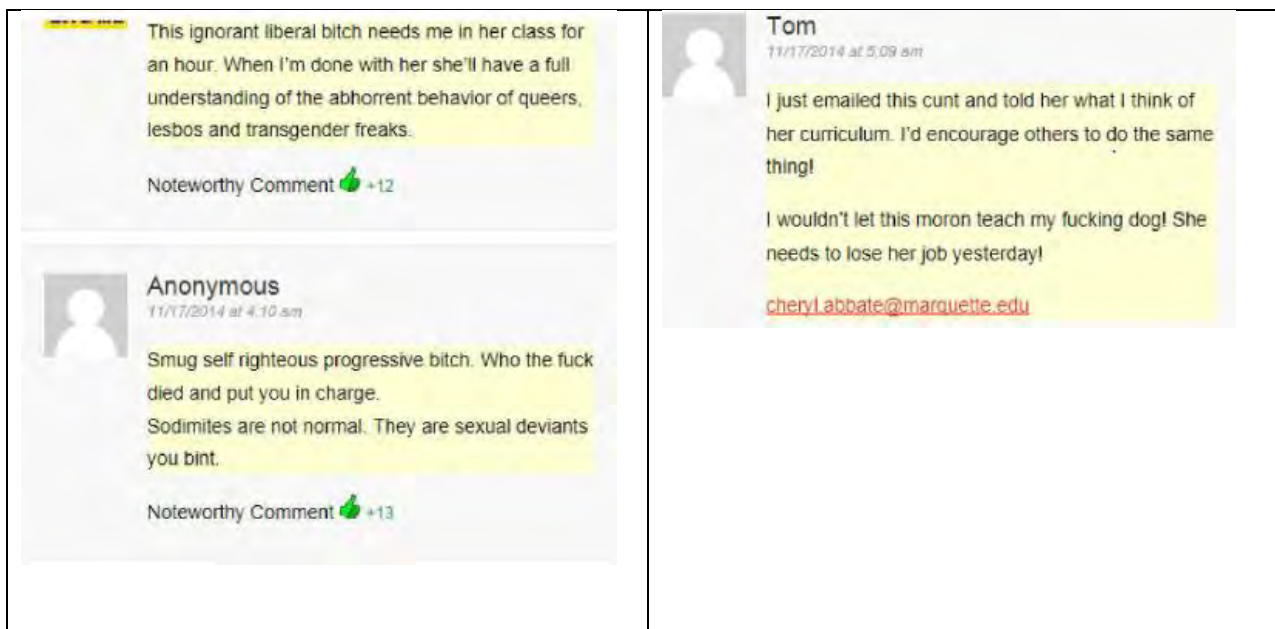 This ignorant liberal bitch needs me in her class for
an hour. When I'm done with her she'll have a full
understanding of the abhorrent behavior of queers,
lesbos and transgender freaks.
Noteworthy Comment +12
Anonymous
11/17/2014 at 4:10 am
Smug self righteous progressive bitch. Who the fuck
died and put you in charge.
Sodimites are not normal. They are sexual deviants
you bint.
Noteworthy Comment +13
Tom
11/17/2014 at 5:09 am
I just emailed this cunt and told her what I think of
her curriculum. I'd encourage others to do the same
thing!
I wouldn't let this moron teach my fucking dog! She
needs to lose her job yesterday!
cheryl.abbate@marquette.edu